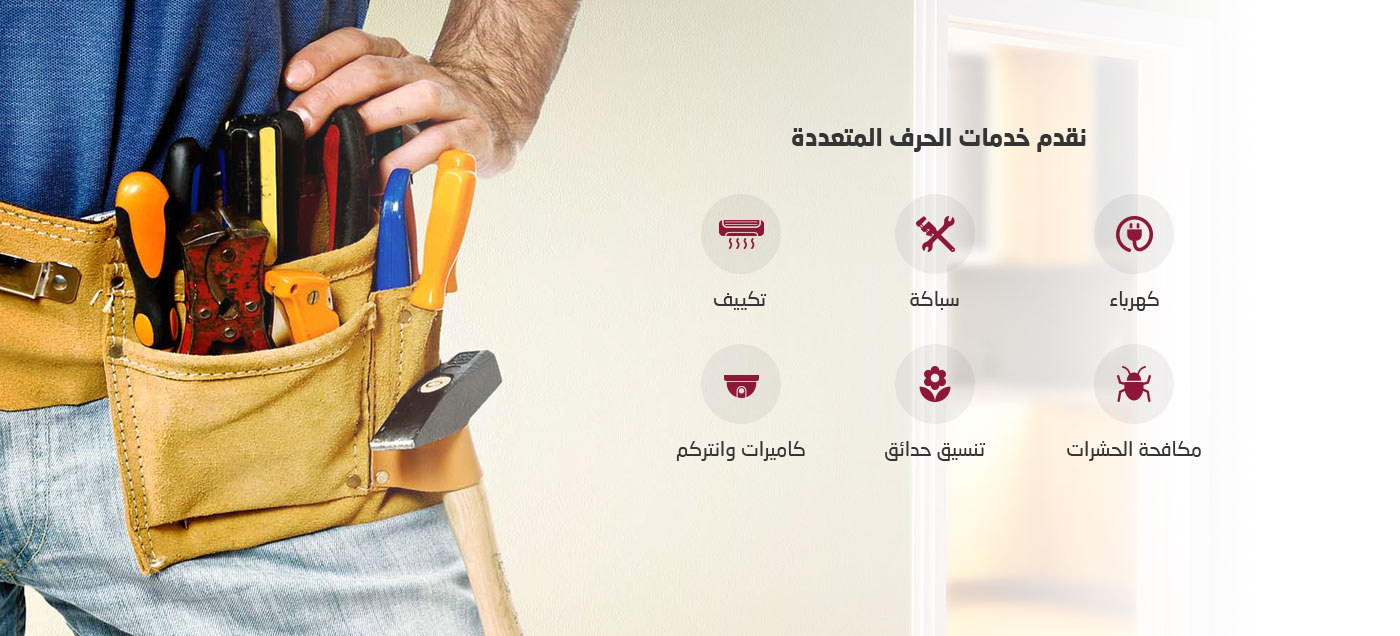 نقدم خدمات الحرف المتعددة
كهرباء
سباكة
تكييف
مكافحة الحشرات
تنسيق حدائق
كاميرات وانتركم